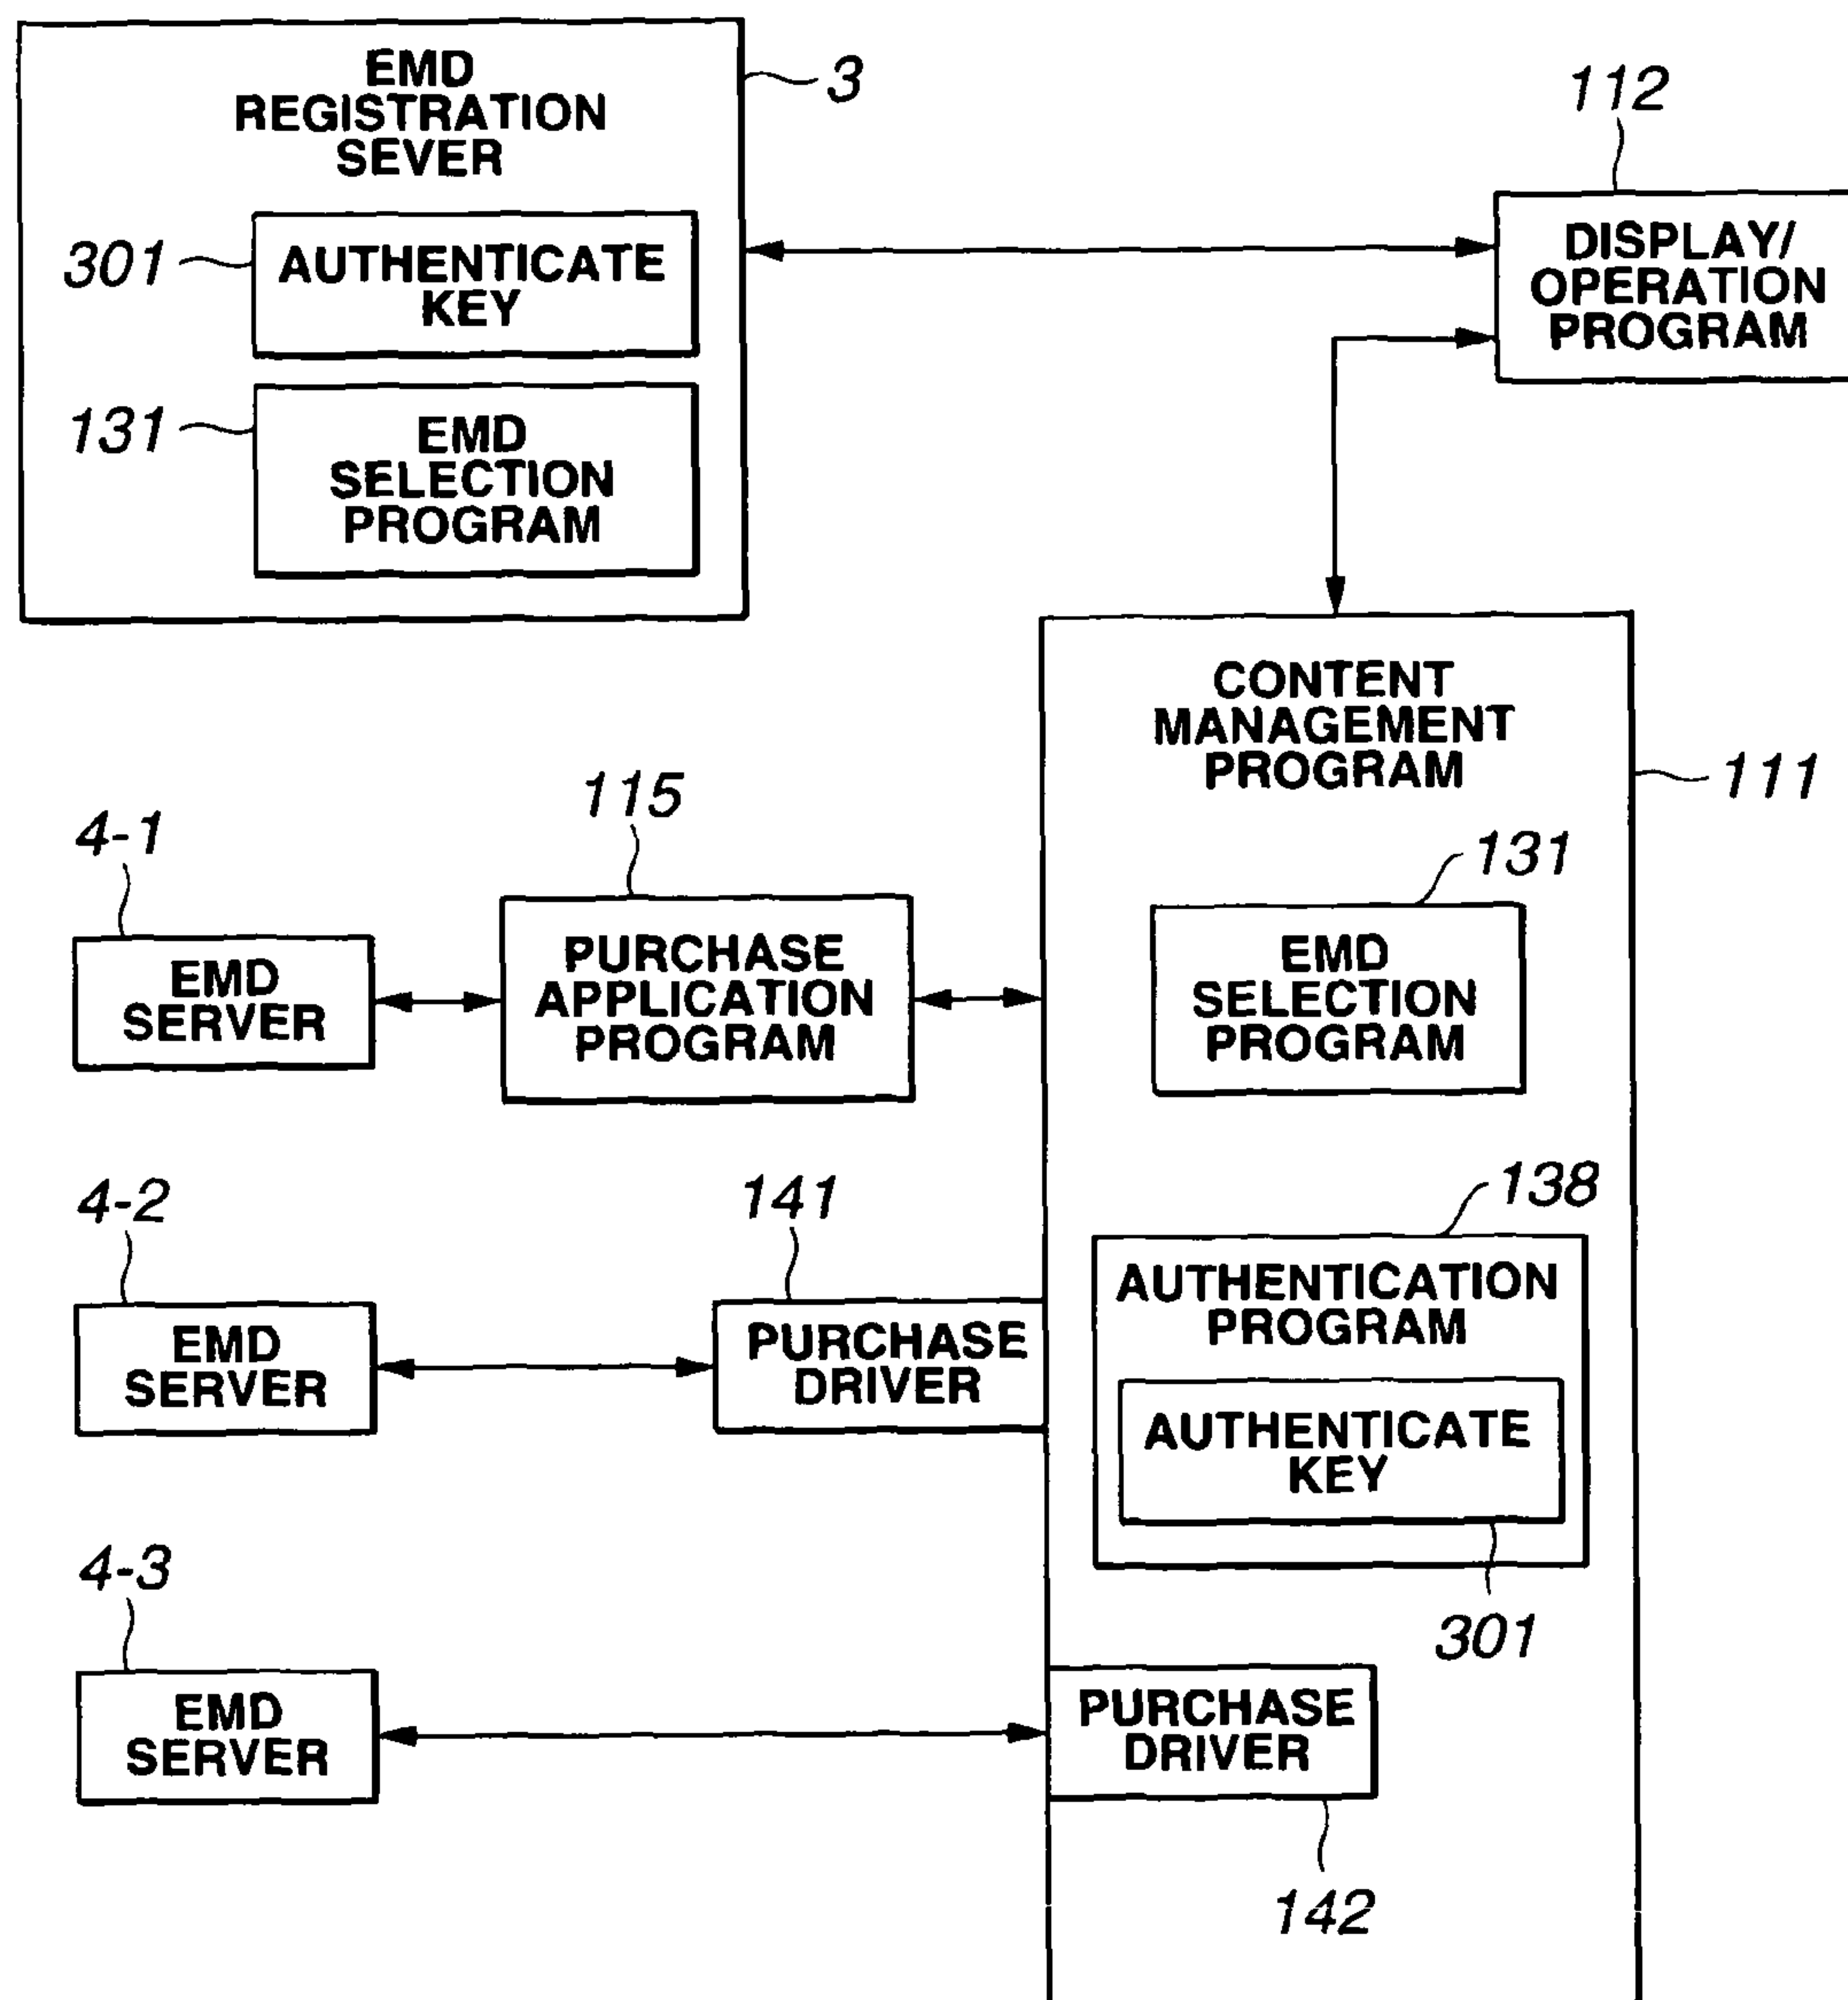 EMD
REGISTRATION
SEVER
3
301
AUTHENTICATE
KEY
131
EMD
SELECTION
PROGRAM
112
DISPLAY/
OPERATION
PROGRAM
CONTENT
MANAGEMENT
PROGRAM
111
131
EMD
SELECTION
PROGRAM
4-1
EMD
SERVER
115
PURCHASE
APPLICATION
PROGRAM
138
AUTHENTICATION
PROGRAM
AUTHENTICATE
KEY
301
4-2
EMD
SERVER
141
PURCHASE
DRIVER
4-3
EMD
SERVER
PURCHASE
DRIVER
142